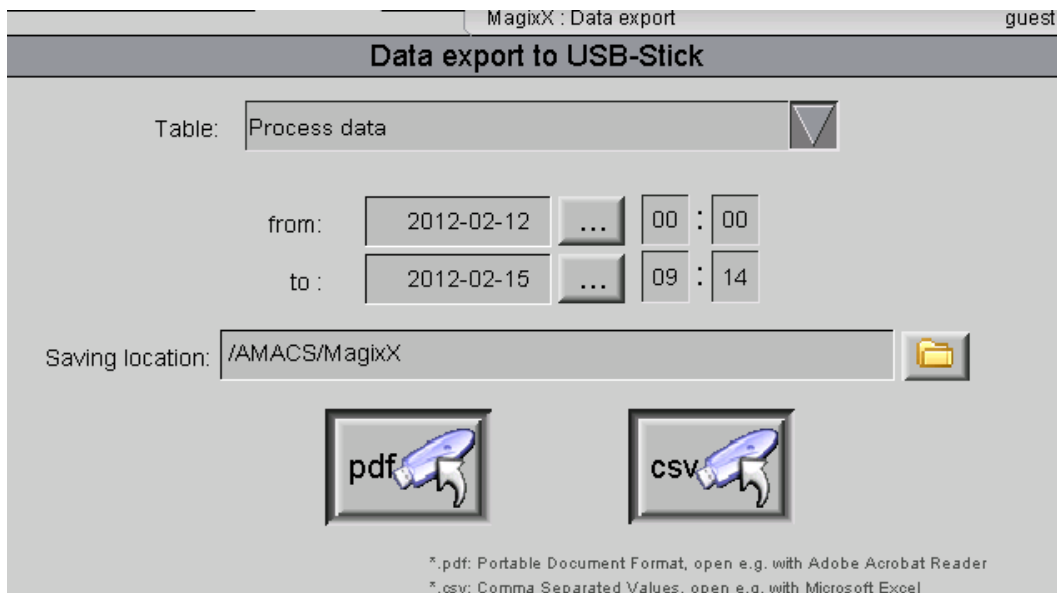 MagixX : Data export guest
Data export to USB-Stick
Table: Process data
from: 2012-02-12 ... 00 : 00
to : 2012-02-15 ... 09 : 14
Saving location: /AMACS/MagixX
pdf csv
*.pdf: Portable Document Format, open e.g. with Adobe Acrobat Reader
*.csv: Comma Separated Values, open e.g. with Microsoft Excel